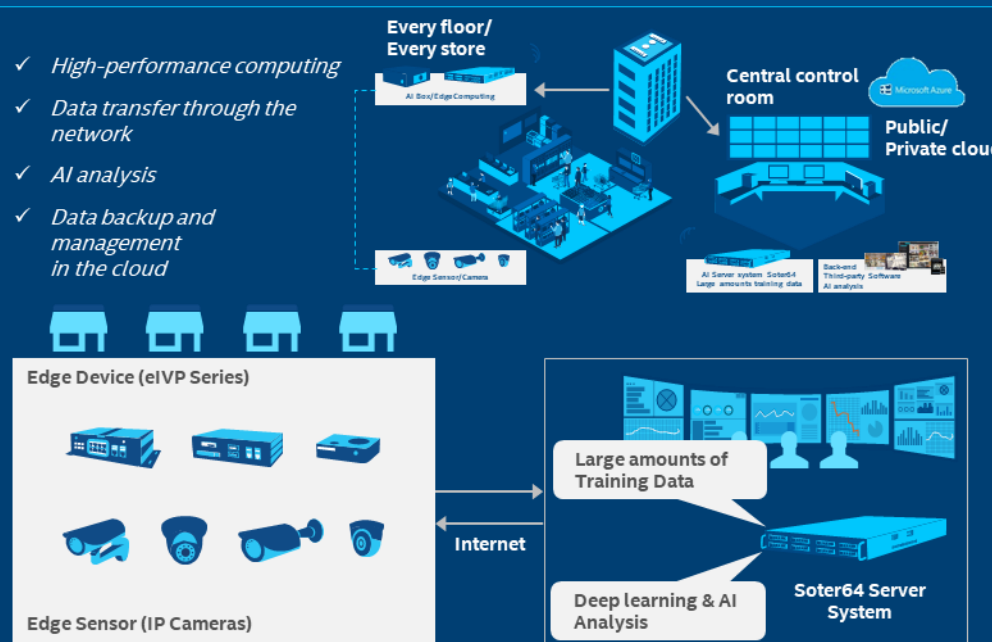 ✓ High-performance computing
✓ Data transfer through the
network
✓ AI analysis
✓ Data backup and
management
in the cloud
Every floor/
Every store
AI Box/EdgeComputing
Edge Sensor/Camera
Central control
room
Microsoft Azure
Public/
Private cloud
AI Server system Soter64
Large amounts training data
Back-end
Third-party Software
AI analysis
Edge Device (eIVP Series)
Edge Sensor (IP Cameras)
Internet
Large amounts of
Training Data
Deep learning & AI
Analysis
Soter64 Server
System